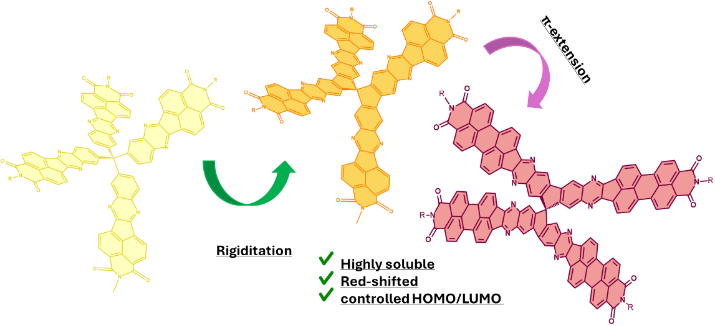 π-extension
Rigiditation
Highly soluble
Red-shifted
controlled HOMO/LUMO